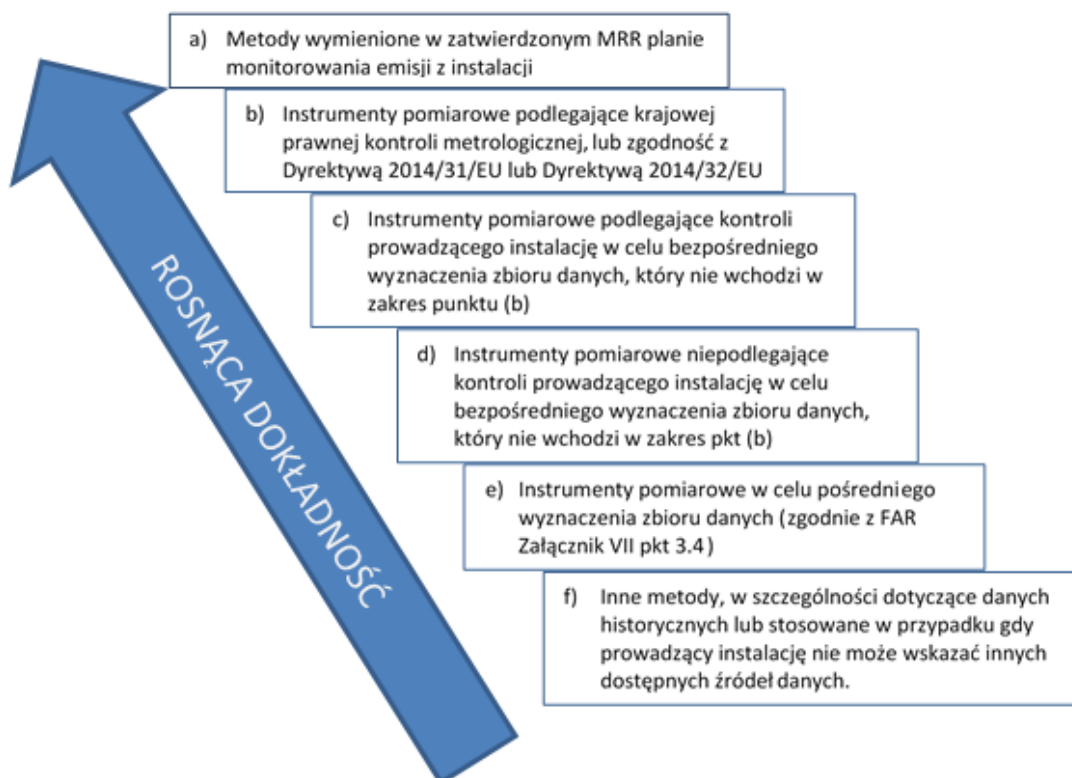 a) Metody wymienione w zatwierdzonym MRR planie
monitorowania emisji z instalacji
b) Instrumenty pomiarowe podlegające krajowej
prawnej kontroli metrologicznej, lub zgodność z
Dyrektywą 2014/31/EU lub Dyrektywą 2014/32/EU
c) Instrumenty pomiarowe podlegające kontroli
prowadzącego instalację w celu bezpośredniego
wyznaczenia zbioru danych, który nie wchodzi w
zakres punktu (b)
d) Instrumenty pomiarowe niepodlegające
kontroli prowadzącego instalację w celu
bezpośredniego wyznaczenia zbioru danych,
który nie wchodzi w zakres pkt (b)
e) Instrumenty pomiarowe w celu pośredniego
wyznaczenia zbioru danych (zgodnie z FAR
Załącznik VII pkt 3.4)
f) Inne metody, w szczególności dotyczące danych
historycznych lub stosowane w przypadku gdy
prowadzący instalację nie może wskazać innych
dostępnych źródeł danych.
ROSNĄCA DOKŁADNOŚĆ